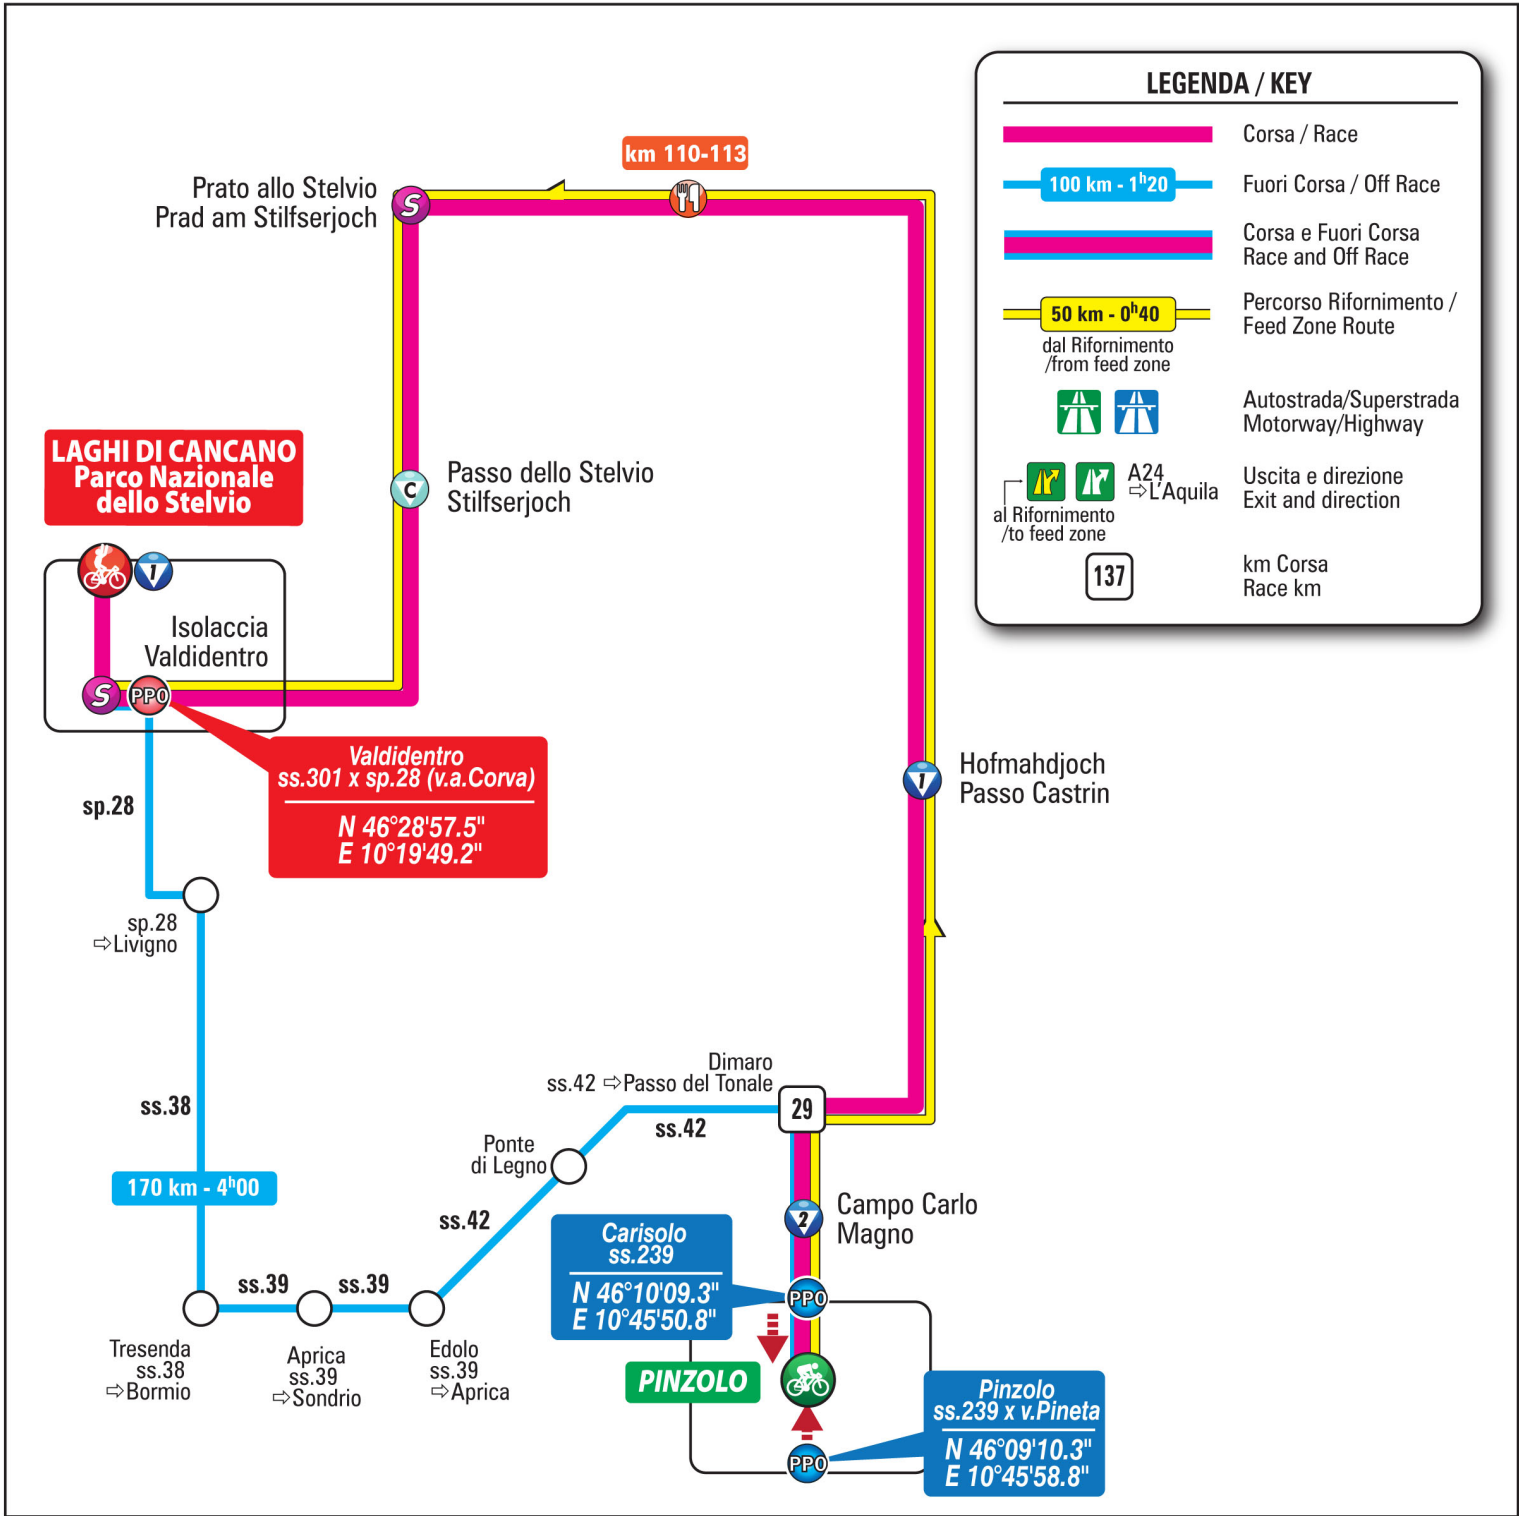 LEGENDA / KEY
Corsa / Race
100 km - 1h20
Fuori Corsa / Off Race
Corsa e Fuori Corsa
Race and Off Race
50 km - 0h40
dal Rifornimento
/from feed zone
Percorso Rifornimento /
Feed Zone Route
Autostrada/Superstrada
Motorway/Highway
A24
⇨L'Aquila
al Rifornimento
/to feed zone
Uscita e direzione
Exit and direction
137
km Corsa
Race km
km 110-113
Prato allo Stelvio
Prad am Stilfserjoch
S
C
Passo dello Stelvio
Stilfserjoch
LAGHI DI CANCANO
Parco Nazionale
dello Stelvio
1
Isolaccia
Valdidentro
S
PPO
Valdidentro
ss.301 x sp.28 (v.a.Corva)
N 46°28'57.5"
E 10°19'49.2"
1
Hofmahdjoch
Passo Castrin
sp.28
sp.28
⇨Livigno
ss.38
170 km - 4h00
Dimaro
ss.42 ⇨Passo del Tonale
29
ss.42
Ponte
di Legno
ss.42
2
Campo Carlo
Magno
Carisolo
ss.239
N 46°10'09.3"
E 10°45'50.8"
PPO
ss.39
ss.39
Tresenda
ss.38
⇨Bormio
Aprica
ss.39
⇨Sondrio
Edolo
ss.39
⇨Aprica
PINZOLO
Pinzolo
ss.239 x v.Pineta
N 46°09'10.3"
E 10°45'58.8"
PPO